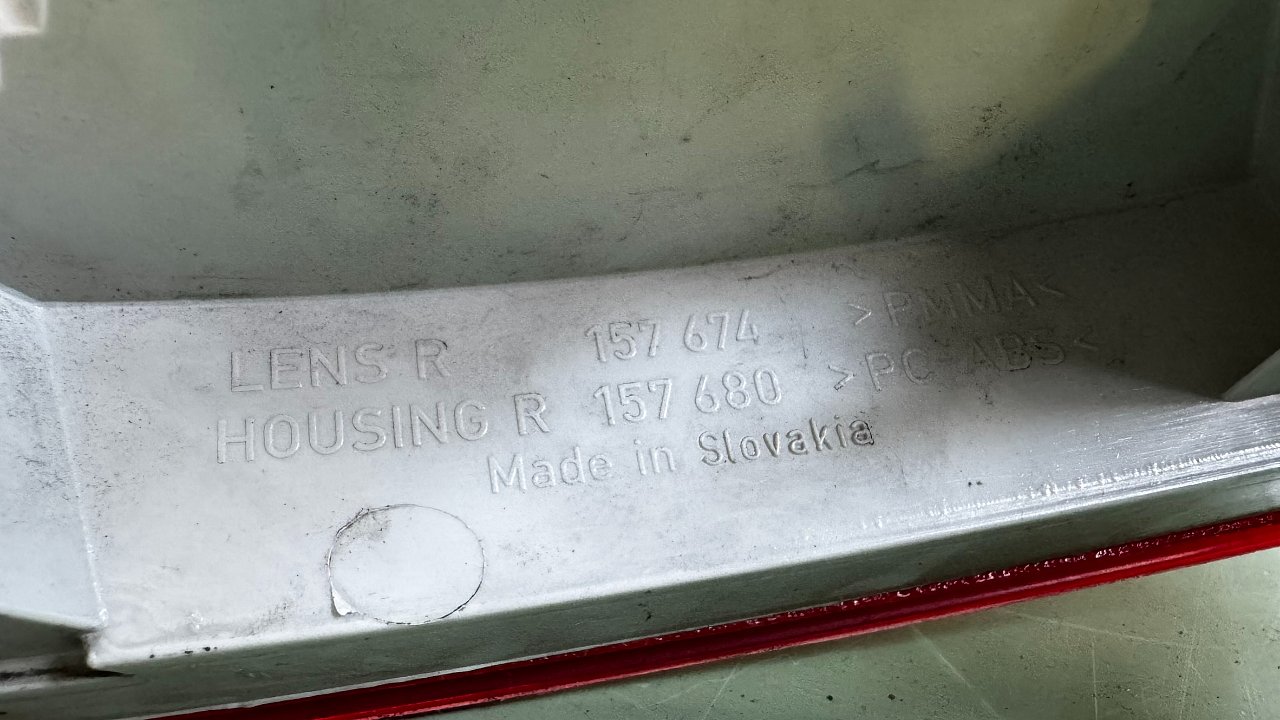 LENS R 157 674 >PMMA<
HOUSING R 157 680 >PC-ABS<
Made in Slovakia